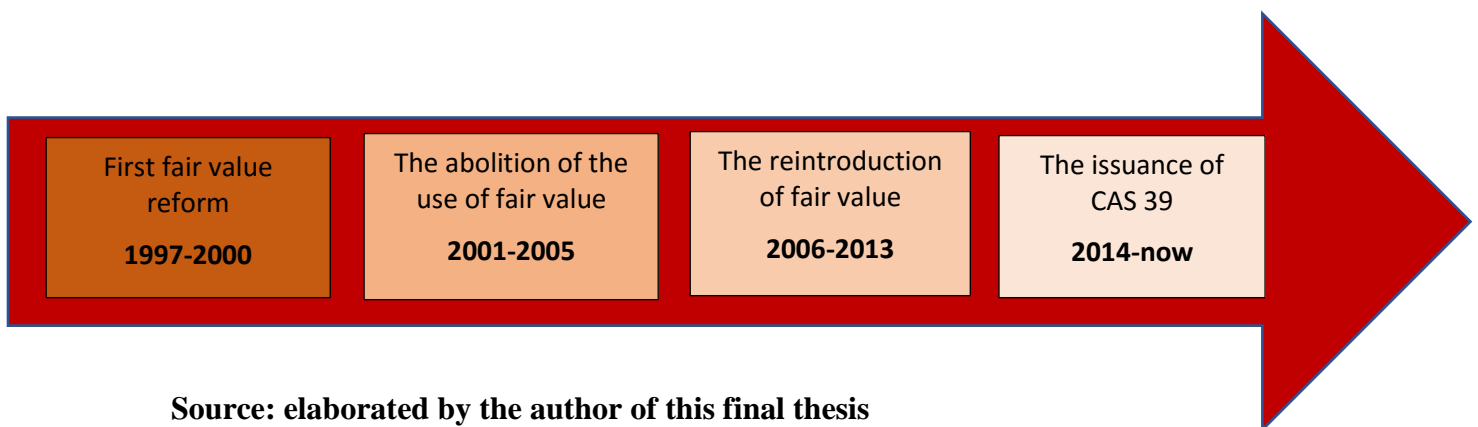 First fair value
reform
1997-2000
The abolition of the
use of fair value
2001-2005
The reintroduction
of fair value
2006-2013
The issuance of
CAS 39
2014-now
Source: elaborated by the author of this final thesis